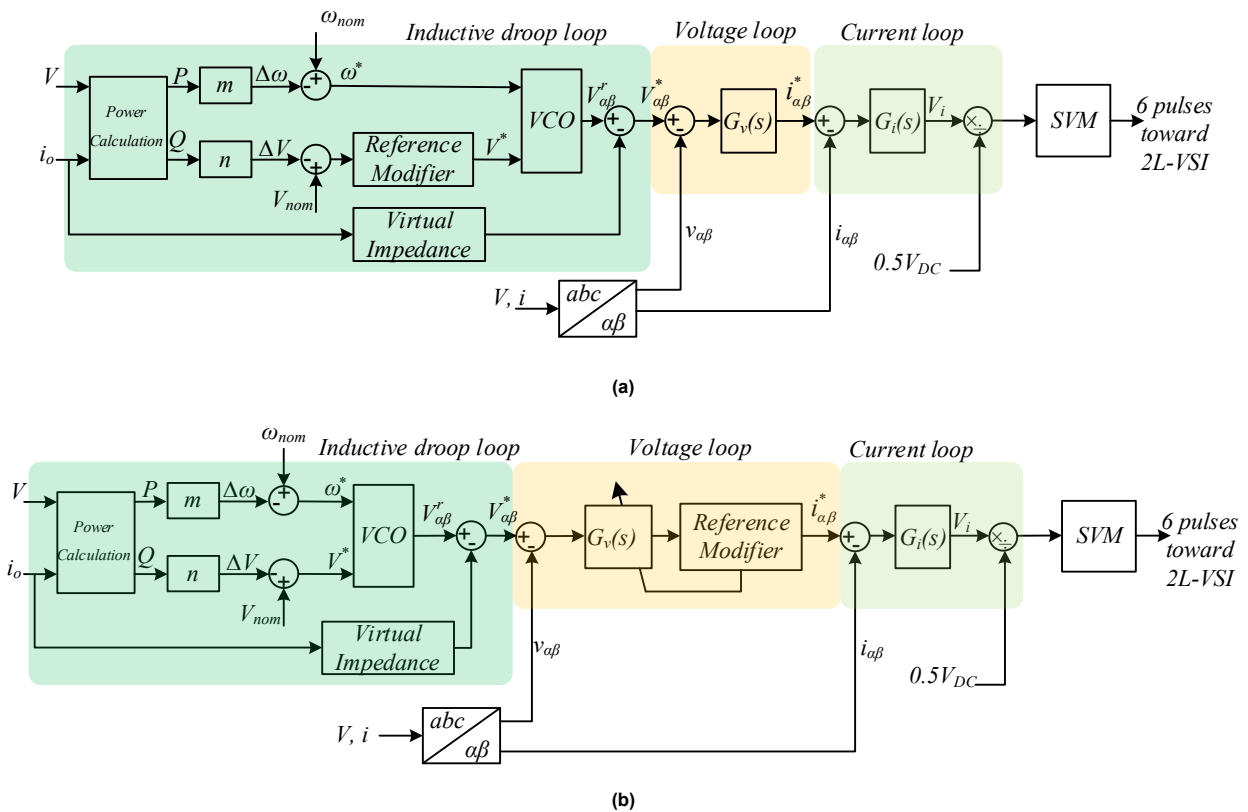 ω_nom
Inductive droop loop
Voltage loop
Current loop
V
P
m
Δω
ω*
V^r_αβ
V*_αβ
i*_αβ
V_i
Power
Calculation
VCO
G_v(s)
G_i(s)
SVM
6 pulses
toward
2L-VSI
i_o
Q
n
ΔV
Reference
Modifier
V*
V_nom
Virtual
Impedance
v_αβ
i_αβ
0.5V_DC
V, i
abc
αβ
(a)
ω_nom
Inductive droop loop
Voltage loop
Current loop
V
P
m
Δω
ω*
V^r_αβ
V*_αβ
i*_αβ
V_i
Power
Calculation
VCO
G_v(s)
Reference
Modifier
G_i(s)
SVM
6 pulses
toward
2L-VSI
i_o
Q
n
ΔV
V*
V_nom
Virtual
Impedance
v_αβ
i_αβ
0.5V_DC
V, i
abc
αβ
(b)